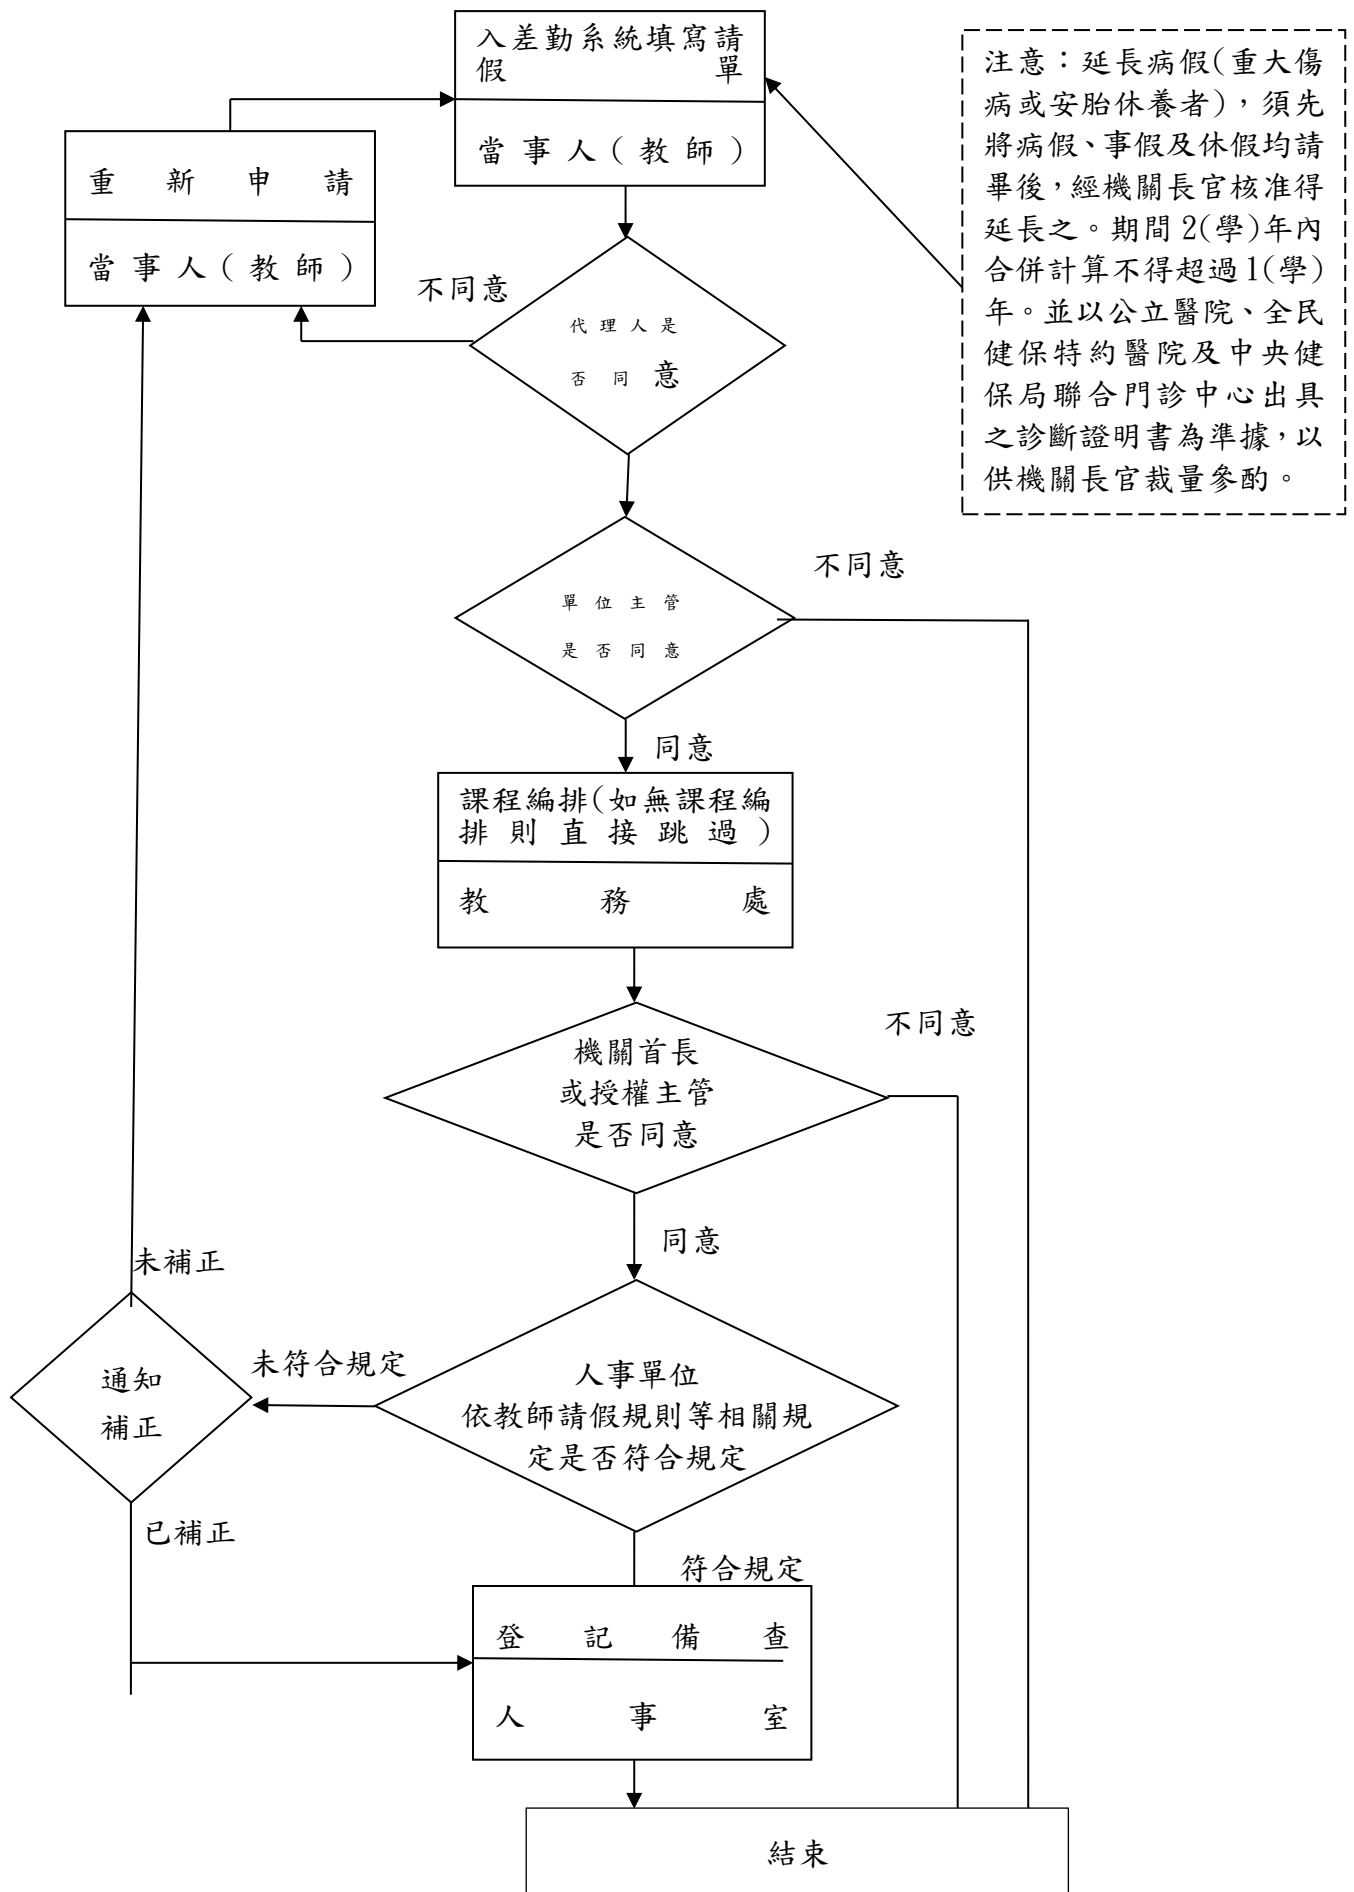 入差勤系統填寫請
假單
當事人(教師)
注意：延長病假(重大傷
病或安胎休養者)，須先
將病假、事假及休假均請
畢後，經機關長官核准得
延長之。期間2(學)年內
合併計算不得超過1(學)
年。並以公立醫院、全民
健保特約醫院及中央健
保局聯合門診中心出具
之診斷證明書為準據，以
供機關長官裁量參酌。
重新申請
當事人(教師)
不同意
代理人是
否同意
不同意
單位主管
是否同意
同意
課程編排(如無課程編
排則直接跳過)
教務處
不同意
機關首長
或授權主管
是否同意
同意
未補正
通知
補正
未符合規定
人事單位
依教師請假規則等相關規
定是否符合規定
已補正
符合規定
登記備查
人事室
結束